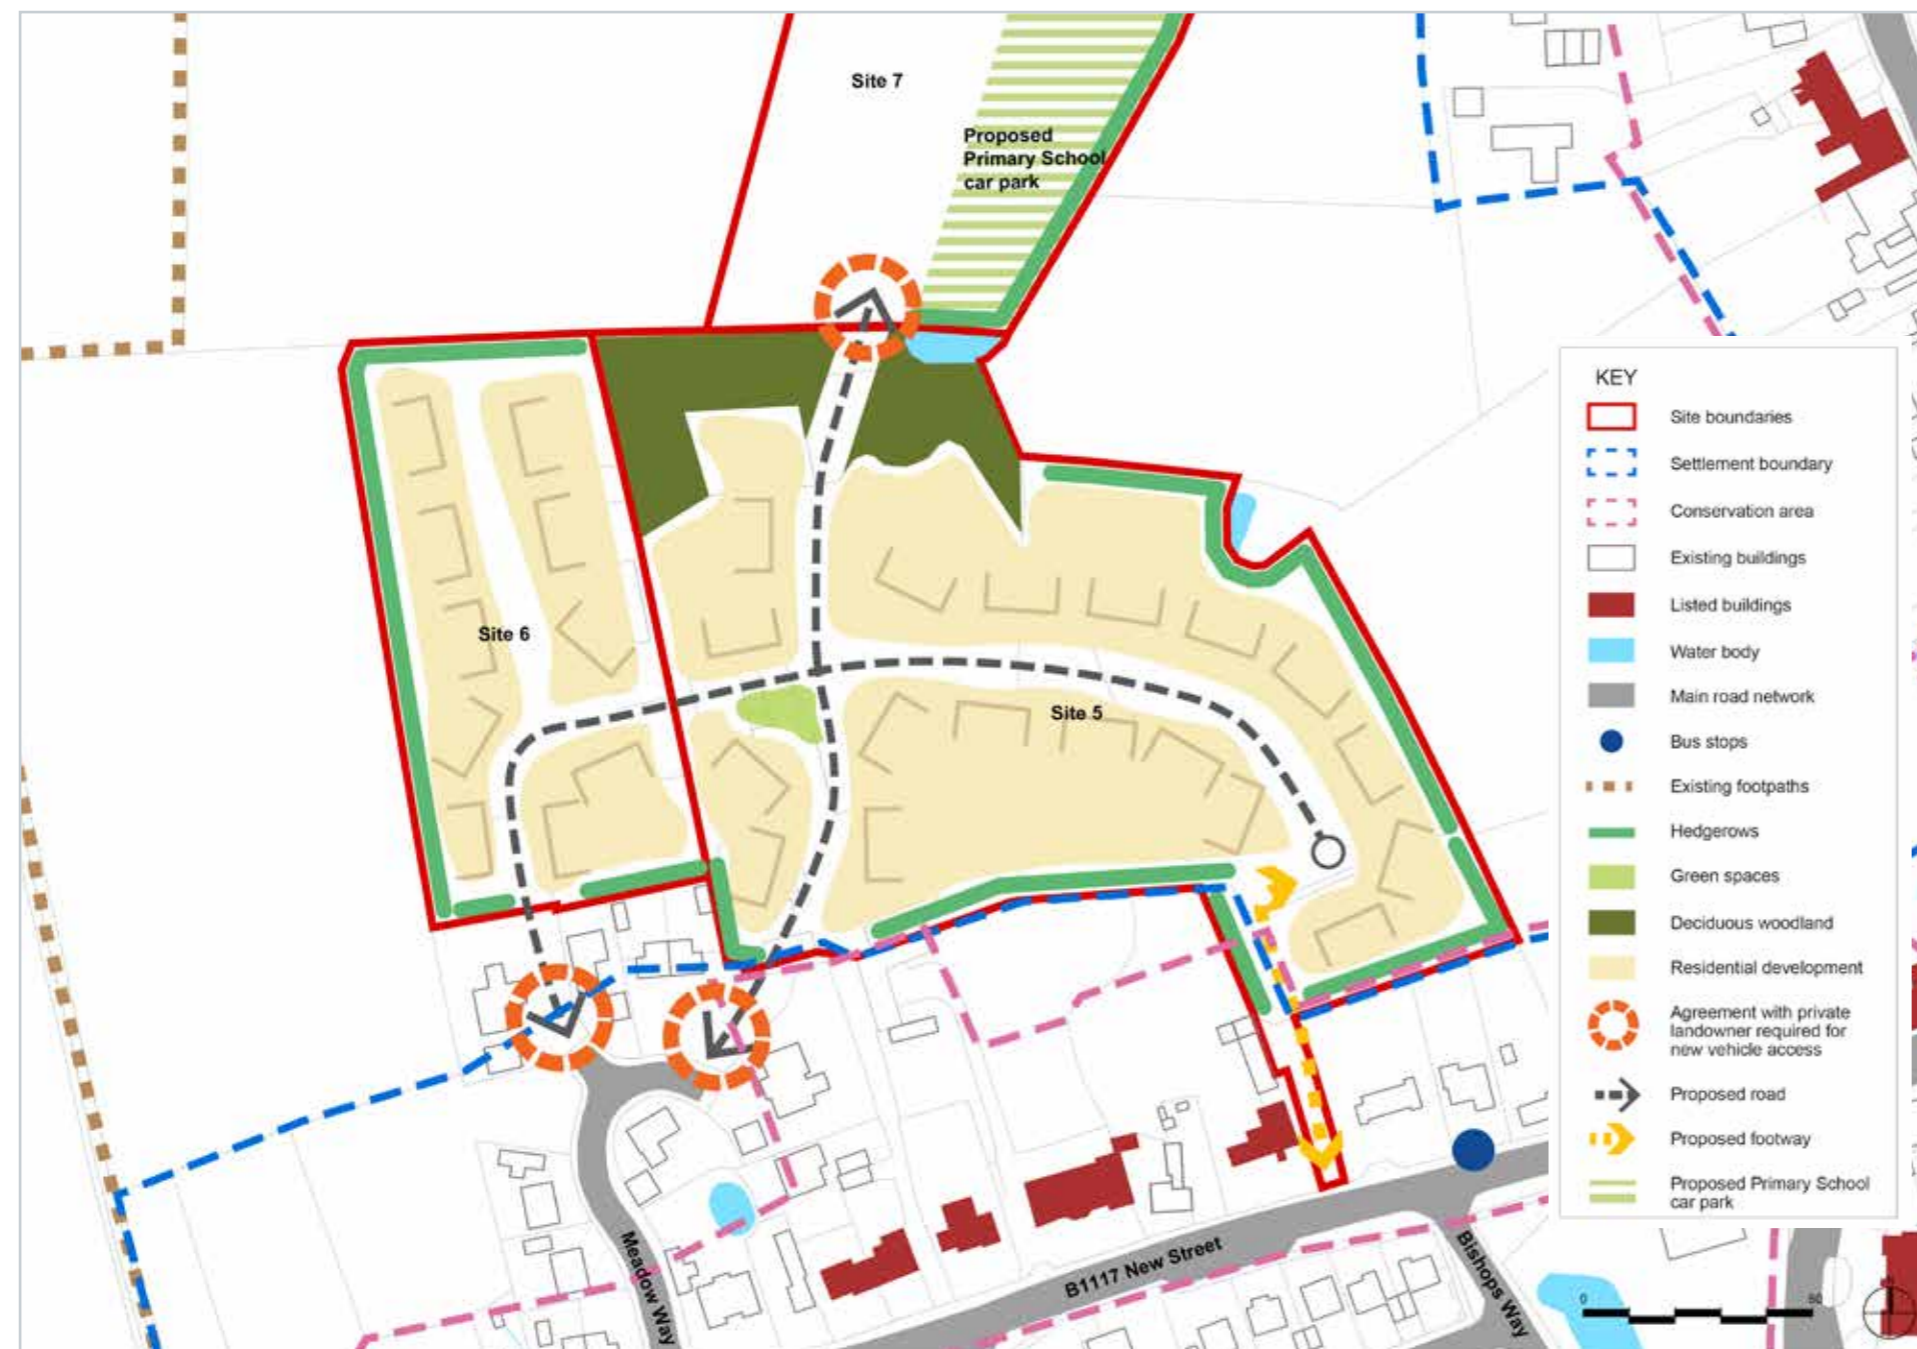 Site 7
Proposed
Primary School
car park
Site 6
Site 5
Meadow Way
B1117 New Street
Bishops Way
KEY
Site boundaries
Settlement boundary
Conservation area
Existing buildings
Listed buildings
Water body
Main road network
Bus stops
Existing footpaths
Hedgerows
Green spaces
Deciduous woodland
Residential development
Agreement with private
landowner required for
new vehicle access
Proposed road
Proposed footway
Proposed Primary School
car park
0
50